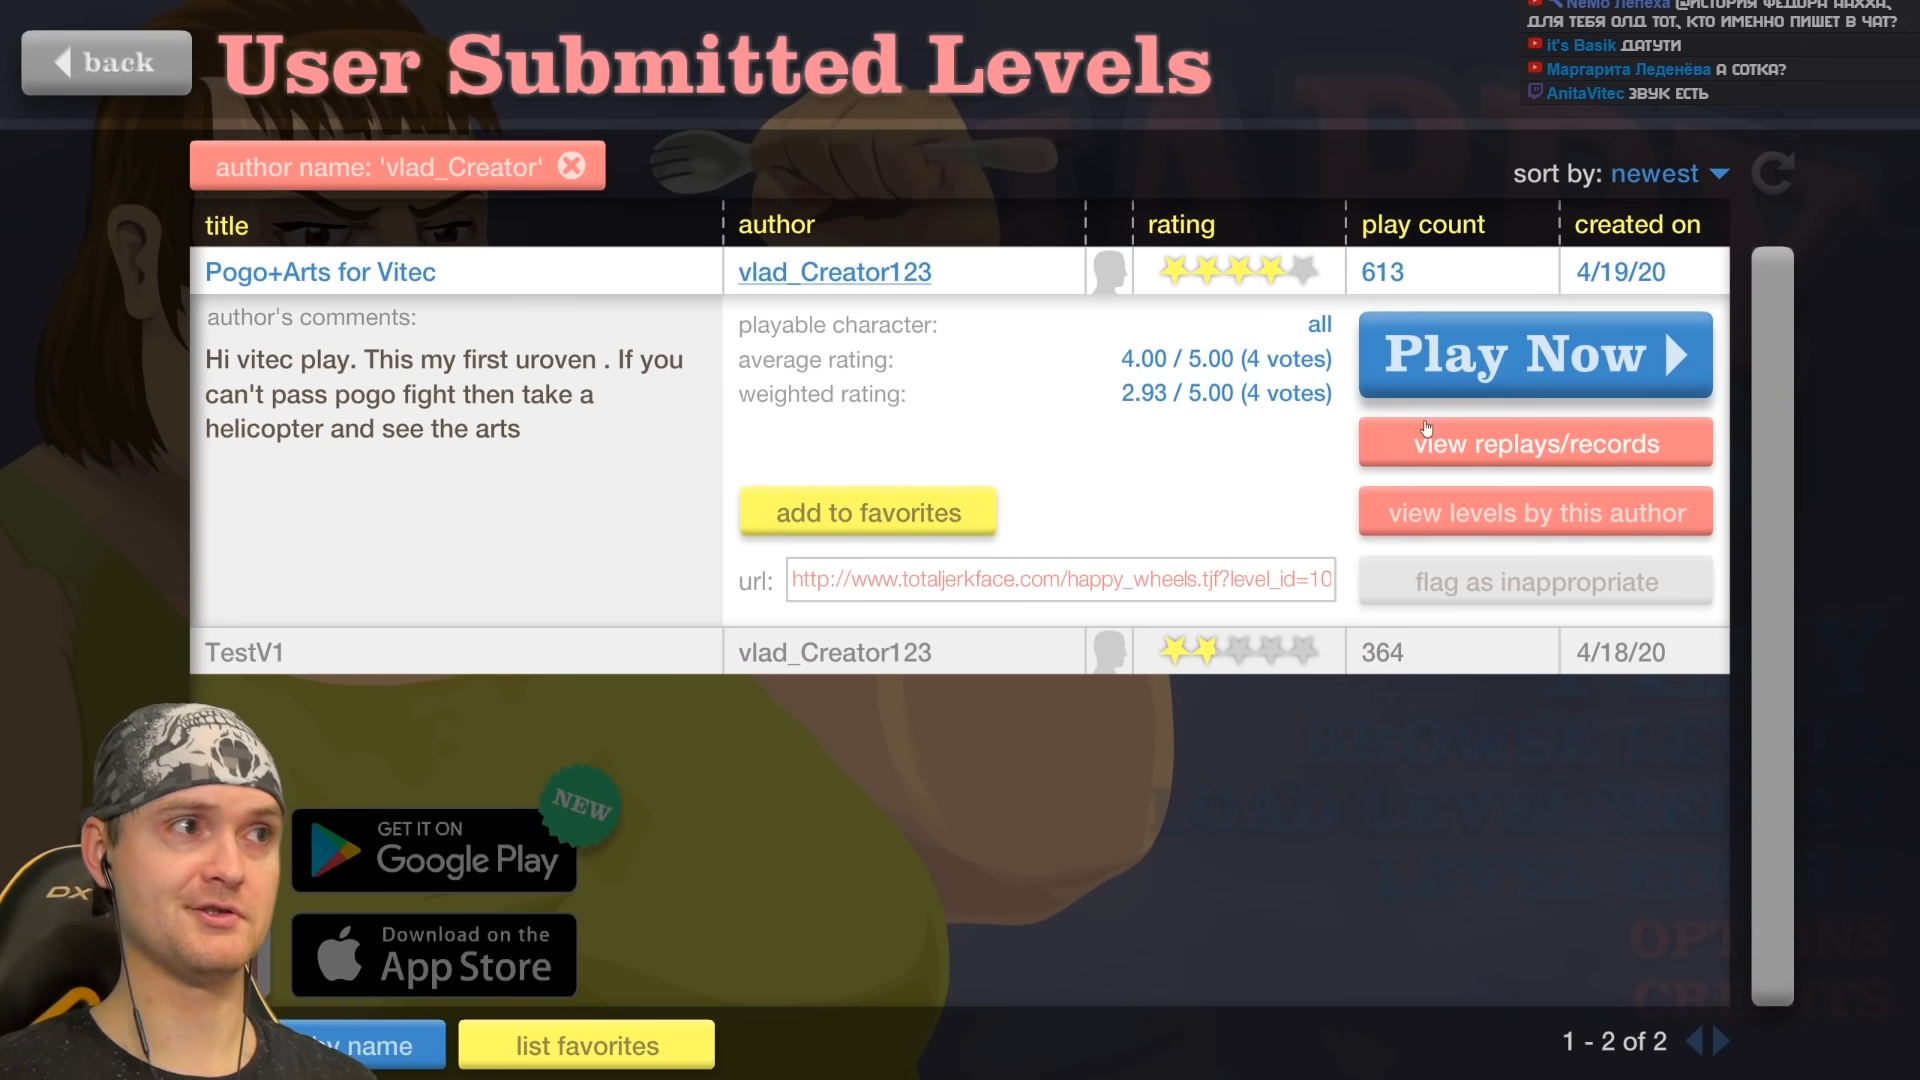 NeMo Лепеха @ИСТОРИЯ ФЁДОРА АХХХА,
ДЛЯ ТЕБЯ ОЛД ТОТ, КТО ИМЕННО ПИШЕТ В ЧАТ?
it's Basik ДАТУТИ
Маргарита Леденёва А СОТКА?
AnitaVitec ЗВУК ЕСТЬ
back
User Submitted Levels
author name: 'vlad_Creator'
sort by: newest
title author rating play count created on
Pogo+Arts for Vitec vlad_Creator123 613 4/19/20
author's comments:
Hi vitec play. This my first uroven . If you
can't pass pogo fight then take a
helicopter and see the arts
playable character: all
average rating: 4.00 / 5.00 (4 votes)
weighted rating: 2.93 / 5.00 (4 votes)
Play Now
view replays/records
add to favorites
view levels by this author
url: http://www.totaljerkface.com/happy_wheels.tjf?level_id=10
flag as inappropriate
TestV1 vlad_Creator123 364 4/18/20
NEW
GET IT ON
Google Play
Download on the
App Store
DX
by name
list favorites
1 - 2 of 2